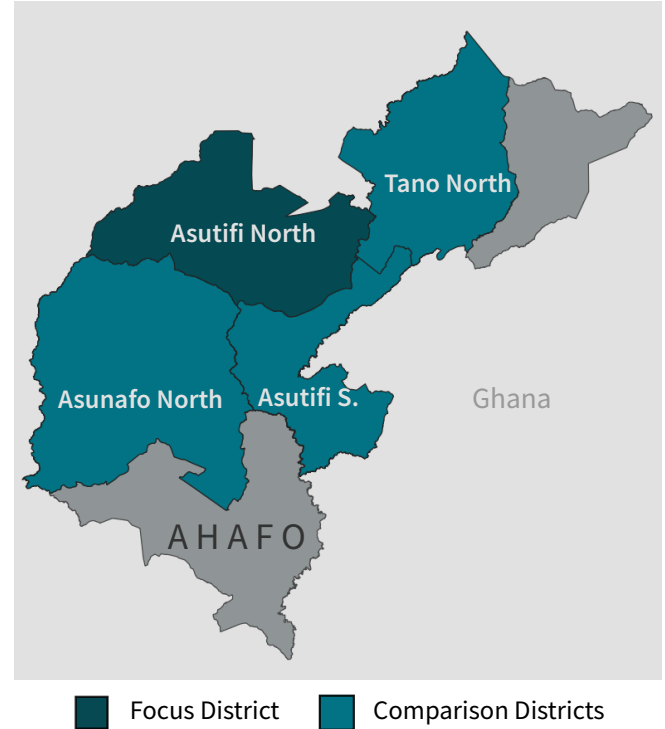 Tano North
Asutifi North
Asunafo North
Asutifi S.
Ghana
AHAFO
Focus District
Comparison Districts